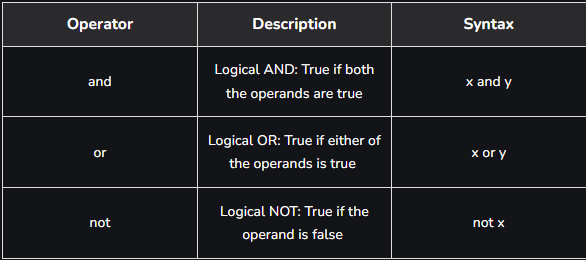 Operator Description Syntax
and
Logical AND: True if both
the operands are true
x and y
or
Logical OR: True if either of
the operands is true
x or y
not
Logical NOT: True if the
operand is false
not x